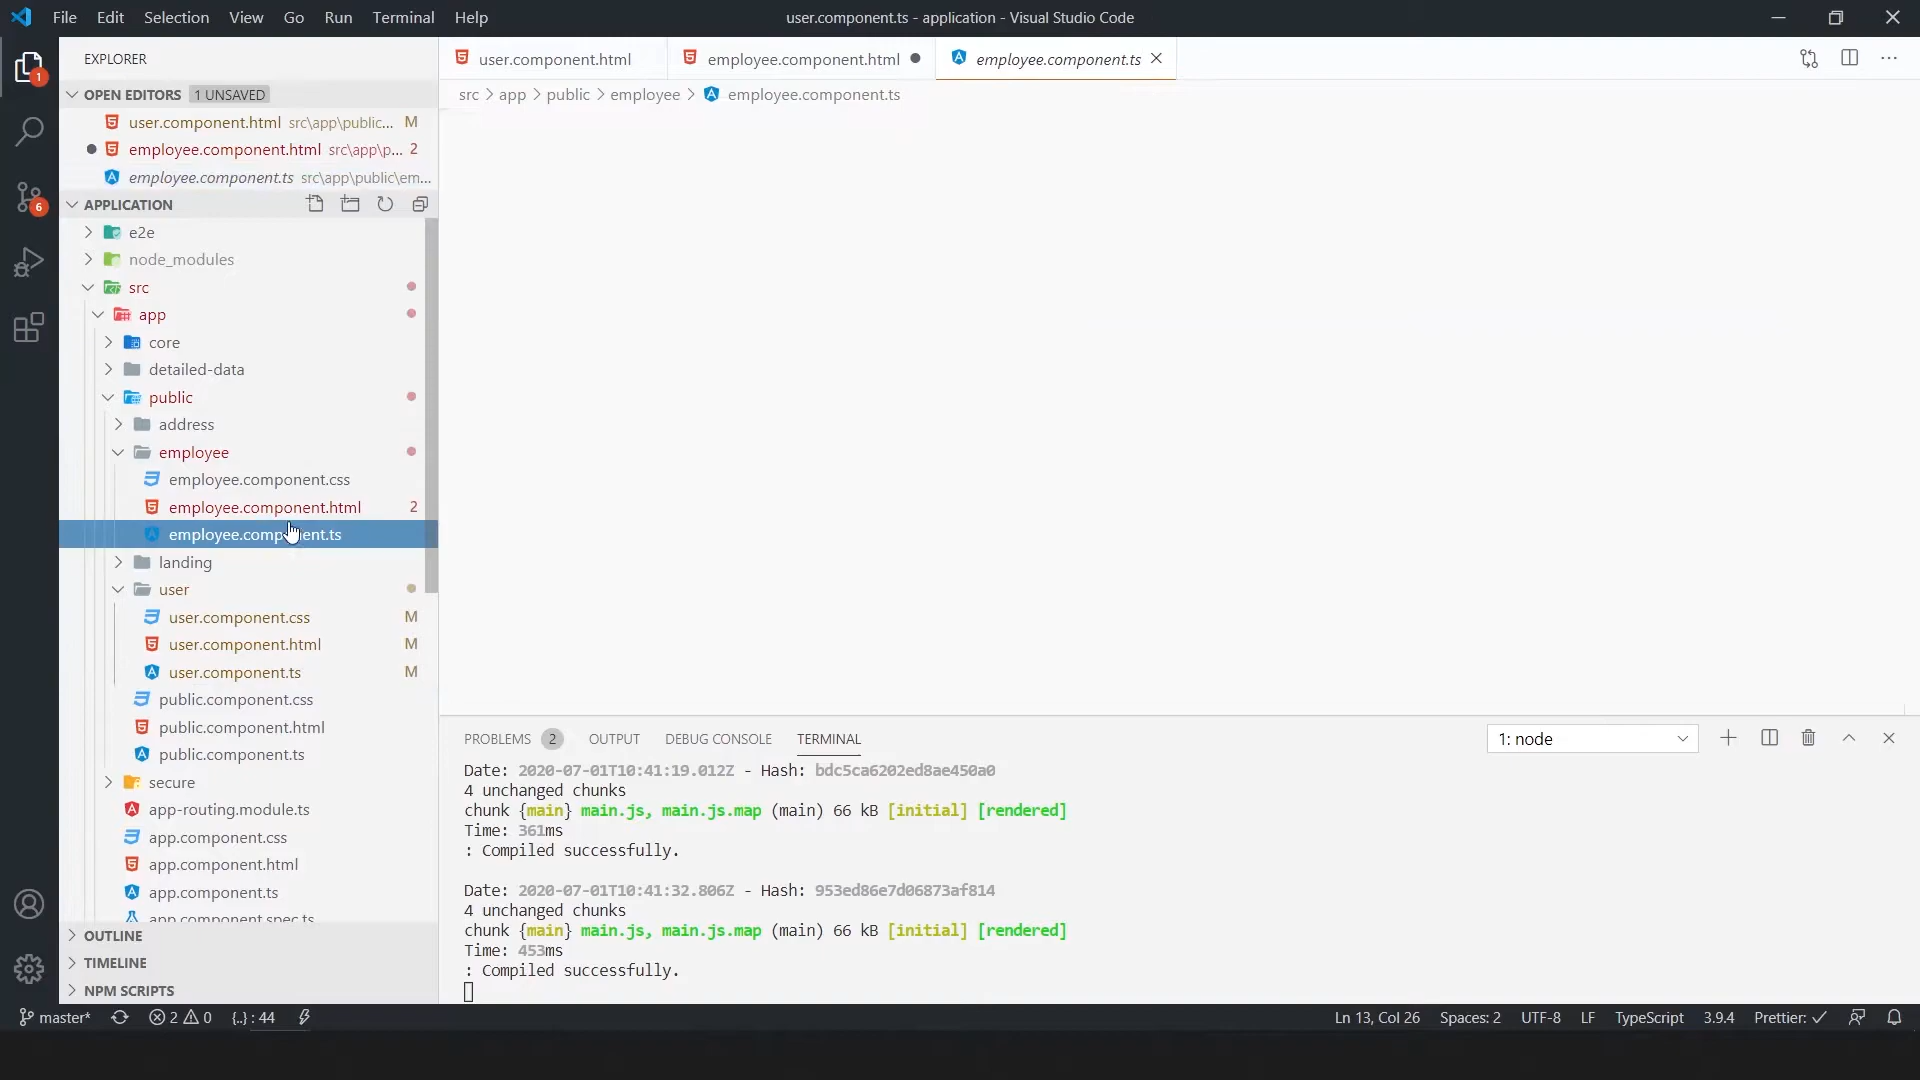 File Edit Selection View Go Run Terminal Help
user.component.ts - application - Visual Studio Code
EXPLORER
1
OPEN EDITORS 1 UNSAVED
user.component.html src\app\public... M
employee.component.html src\app\p... 2
employee.component.ts src\app\public\em...
6
APPLICATION
e2e
node_modules
src
app
core
detailed-data
public
address
employee
employee.component.css
employee.component.html 2
employee.component.ts
landing
user
user.component.css M
user.component.html M
user.component.ts M
public.component.css
public.component.html
public.component.ts
secure
app-routing.module.ts
app.component.css
app.component.html
app.component.ts
app.component.spec.ts
OUTLINE
TIMELINE
NPM SCRIPTS
user.component.html employee.component.html employee.component.ts
src > app > public > employee > employee.component.ts
PROBLEMS 2 OUTPUT DEBUG CONSOLE TERMINAL
1: node
Date: 2020-07-01T10:41:19.012Z - Hash: bdc5ca6202ed8ae450a0
4 unchanged chunks
chunk {main} main.js, main.js.map (main) 66 kB [initial] [rendered]
Time: 361ms
: Compiled successfully.
Date: 2020-07-01T10:41:32.806Z - Hash: 953ed86e7d06873af814
4 unchanged chunks
chunk {main} main.js, main.js.map (main) 66 kB [initial] [rendered]
Time: 453ms
: Compiled successfully.
master* 2 0 {..} : 44
Ln 13, Col 26 Spaces: 2 UTF-8 LF TypeScript 3.9.4 Prettier: ✓